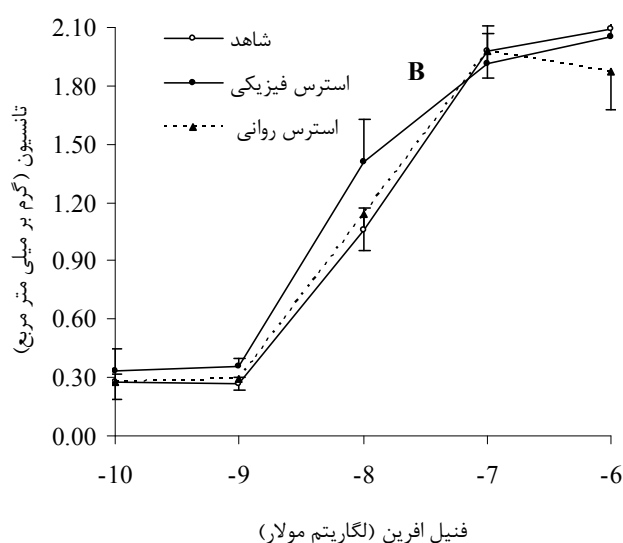 2.10
1.80
1.50
1.20
0.90
0.60
0.30
0.00
تانسیون (گرم بر میلی متر مربع)
شاهد
استرس فیزیکی
استرس روانی
B
-10 -9 -8 -7 -6
فنیل افرین (لگاریتم مولار)